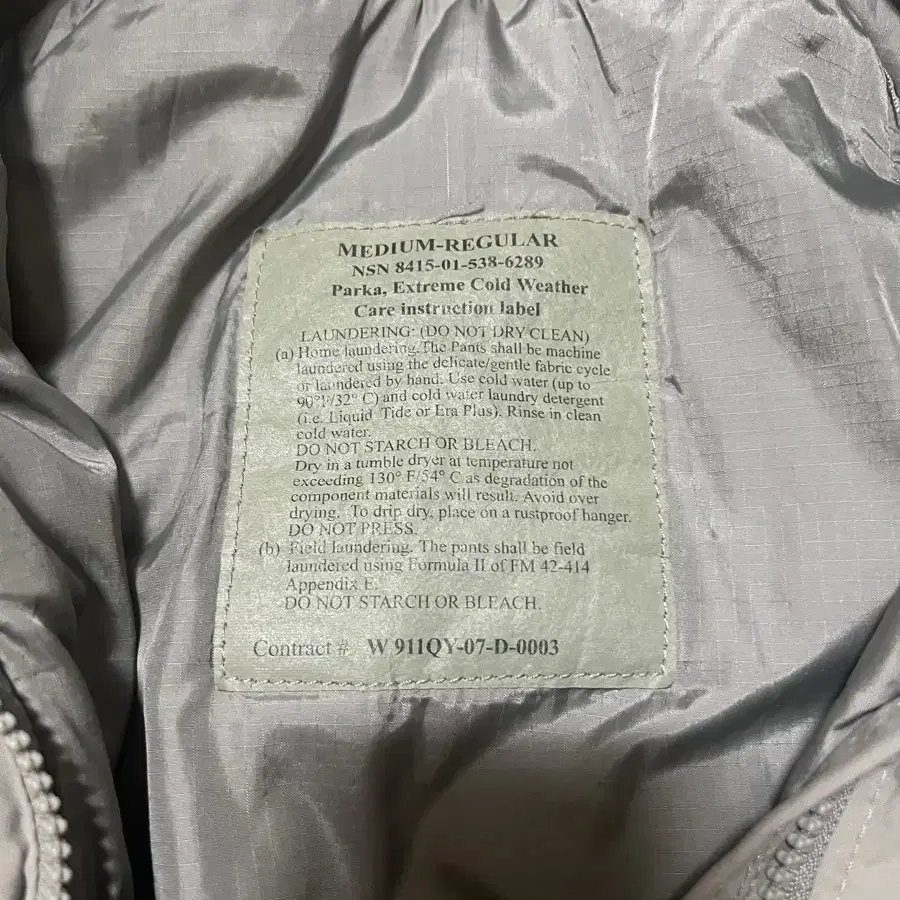 MEDIUM-REGULAR
NSN 8415-01-538-6289
Parka, Extreme Cold Weather
Care instruction label
LAUNDERING: (DO NOT DRY CLEAN)
(a) Home laundering. The Pants shall be machine
laundered using the delicate/gentle fabric cycle
or laundered by hand. Use cold water (up to
90°F/32° C) and cold water laundry detergent
(i.e. Liquid Tide or Era Plus). Rinse in clean
cold water.
DO NOT STARCH OR BLEACH.
Dry in a tumble dryer at temperature not
exceeding 130° F/54° C as degradation of the
component materials will result. Avoid over
drying. To drip dry, place on a rustproof hanger.
DO NOT PRESS.
(b) Field laundering. The pants shall be field
laundered using Formula II of FM 42-414
Appendix E.
DO NOT STARCH OR BLEACH.
Contract # W 911QY-07-D-0003